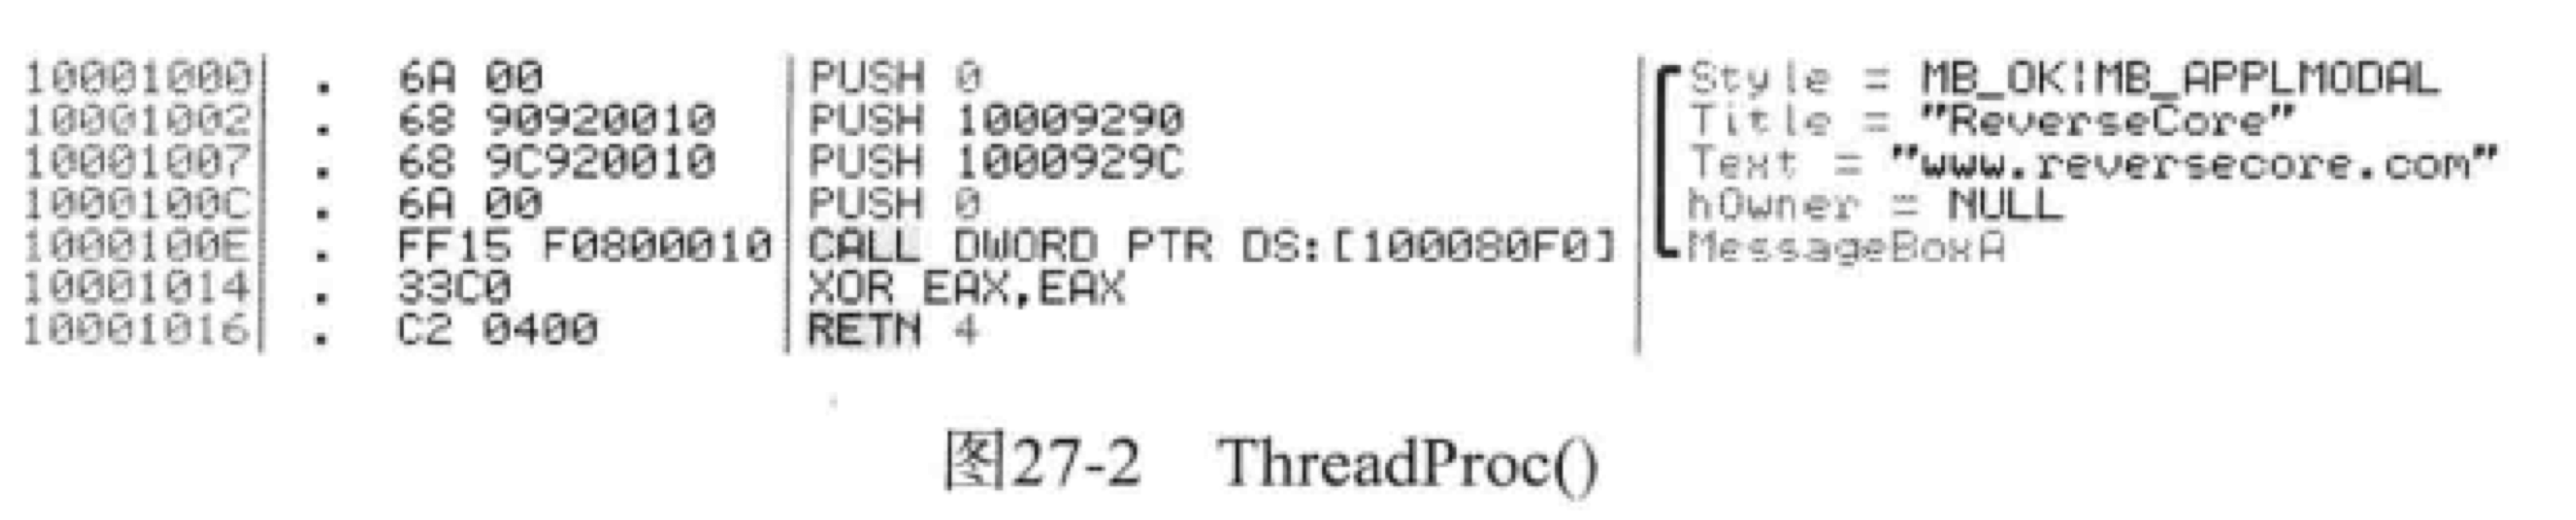 10001000 . 6A 00 PUSH 0 Style = MB_OK|MB_APPLMODAL
10001002 . 68 90920010 PUSH 10009290 Title = "ReverseCore"
10001007 . 68 9C920010 PUSH 1000929C Text = "www.reversecore.com"
1000100C . 6A 00 PUSH 0 hOwner = NULL
1000100E . FF15 F0800010 CALL DWORD PTR DS:[100080F0] MessageBoxA
10001014 . 33C0 XOR EAX,EAX
10001016 . C2 0400 RETN 4
图27-2 ThreadProc()